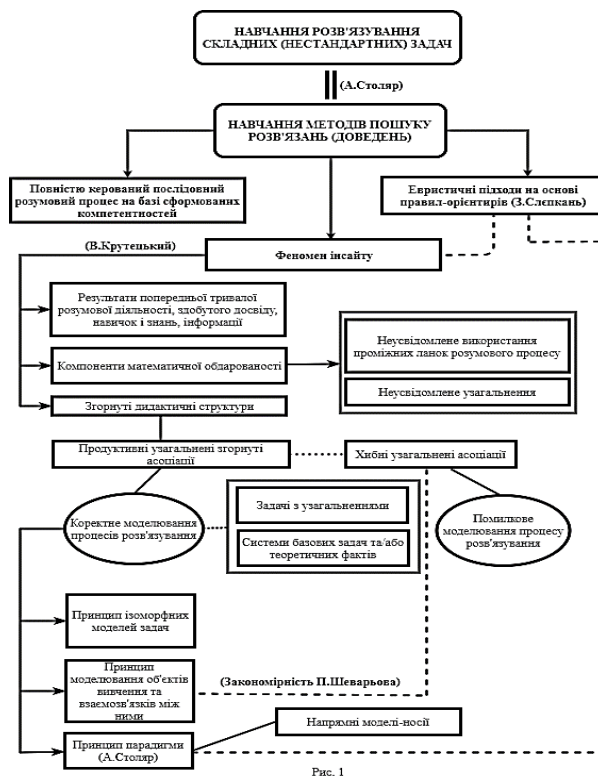 НАВЧАННЯ РОЗВ'ЯЗУВАННЯ
СКЛАДНИХ (НЕСТАНДАРТНИХ) ЗАДАЧ
(А.Столяр)
НАВЧАННЯ МЕТОДІВ ПОШУКУ
РОЗВ'ЯЗАНЬ (ДОВЕДЕНЬ)
Повністю керований послідовний
розумовий процес на базі сформованих
компетентностей
Евристичні підходи на основі
правил-орієнтирів (З.Слєпкань)
(В.Крутецький)
Феномен інсайту
Результати попередньої тривалої
розумової діяльності, здобутого досвіду,
навичок і знань, інформації
Неусвідомлене використання
проміжних ланок розумового процесу
Компоненти математичної обдарованості
Неусвідомлене узагальнення
Згорнуті дидактичні структури
Продуктивні узагальнені згорнуті
асоціації
Хибні узагальнені асоціації
Коректне моделювання
процесів розв'язування
Задачі з узагальненнями
Системи базових задач та/або
теоретичних фактів
Помилкове
моделювання процесу
розв'язування
Принцип ізоморфних
моделей задач
Принцип
моделювання об'єктів
вивчення та
взаємозв'язків між
ними
(Закономірність П.Шеварьова)
Напрямні моделі-носії
Принцип парадигми
(А.Столяр)
Рис. 1